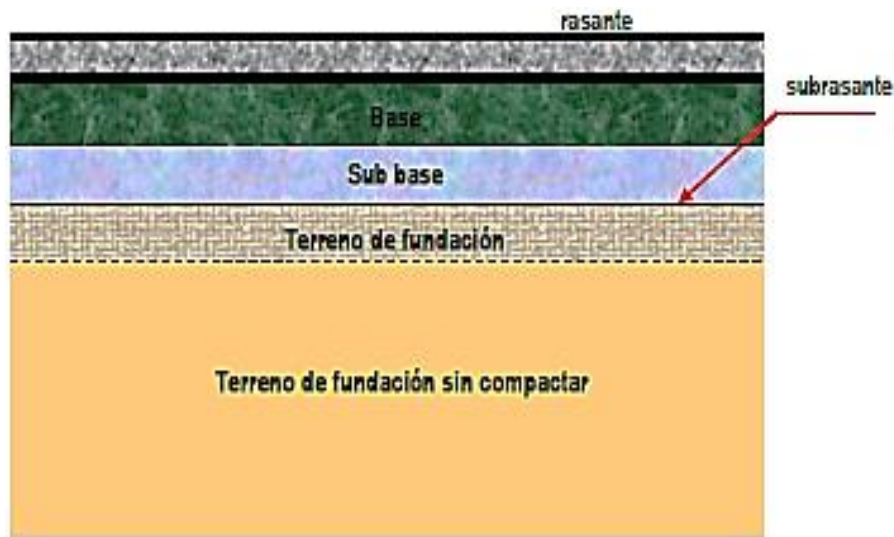 rasante
subrasante
Base
Sub base
Terreno de fundación
Terreno de fundación sin compactar